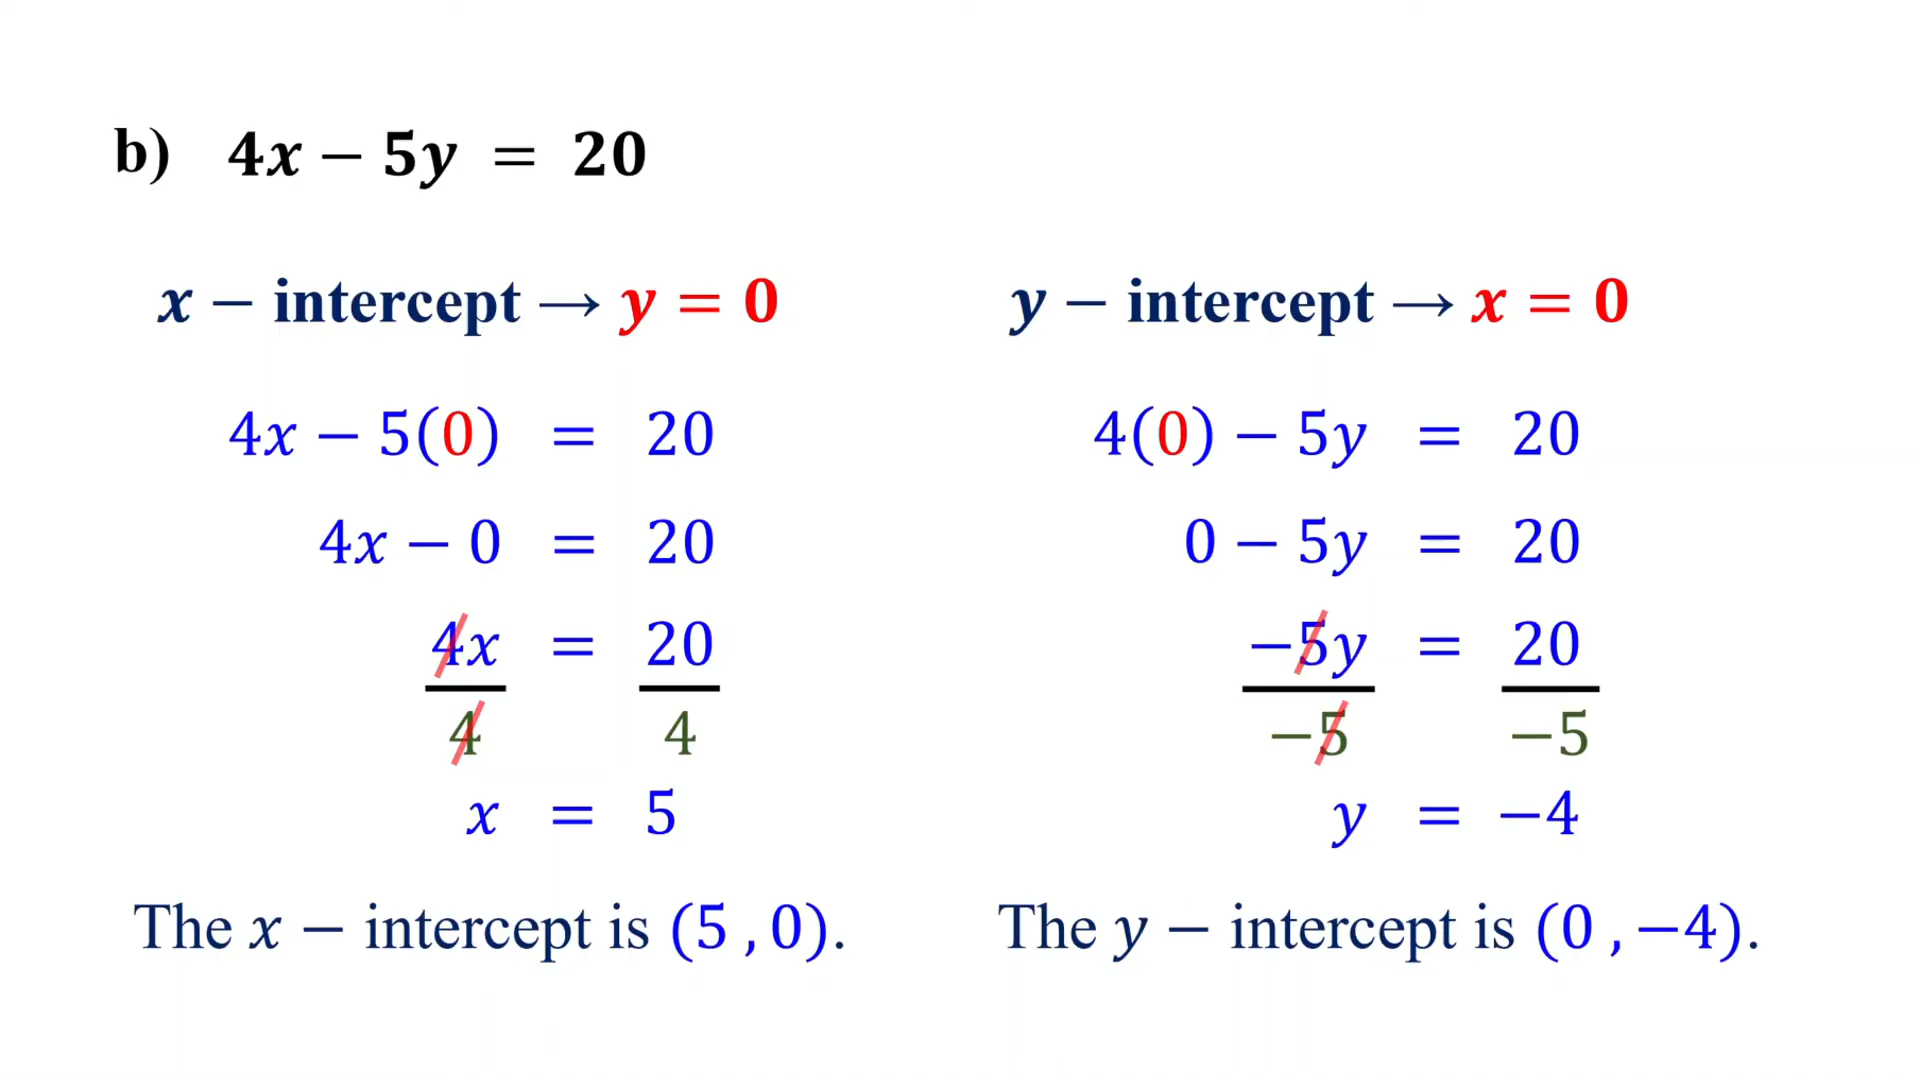 b) 4x − 5y = 20
x − intercept → y = 0
4x − 5(0) = 20
4x − 0 = 20
4x = 20
4 4
x = 5
The x − intercept is (5 , 0).
y − intercept → x = 0
4(0) − 5y = 20
0 − 5y = 20
−5y = 20
−5 −5
y = −4
The y − intercept is (0 , −4).